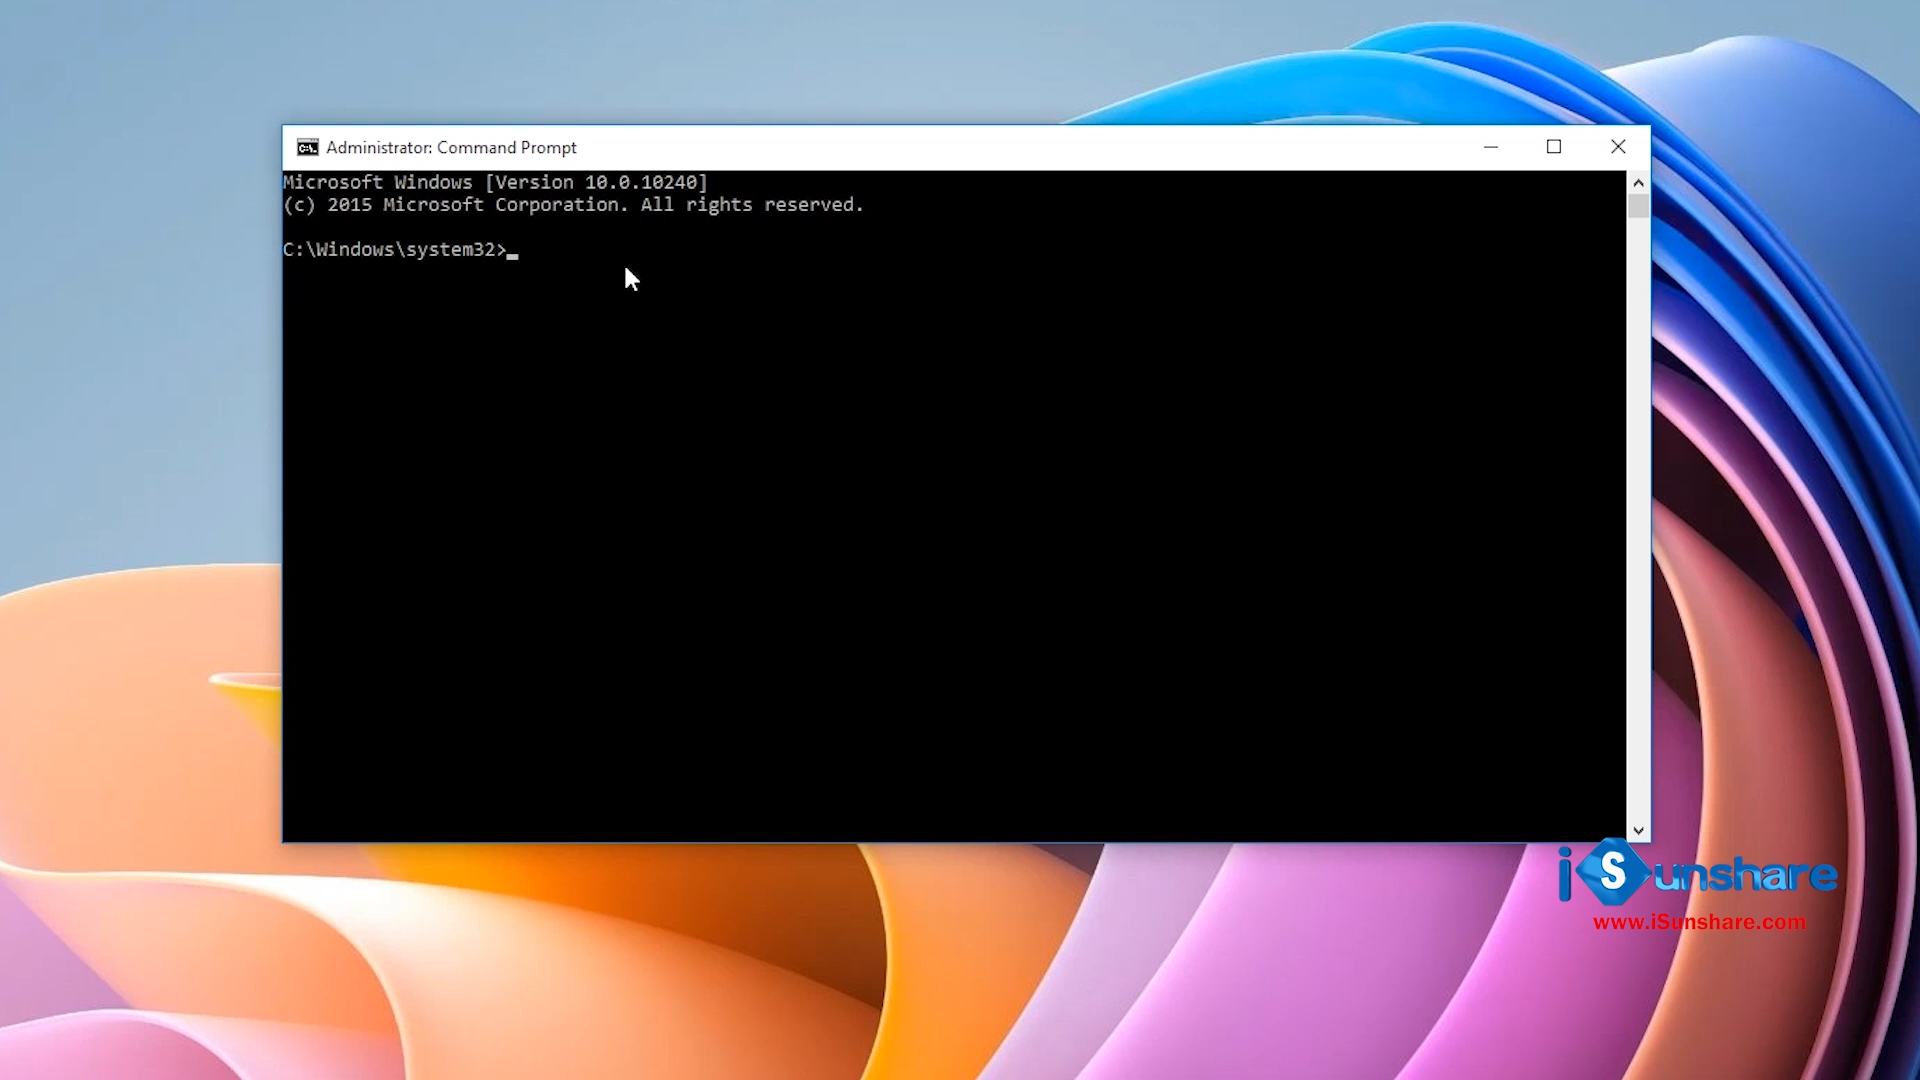 Administrator: Command Prompt
Microsoft Windows [Version 10.0.10240]
(c) 2015 Microsoft Corporation. All rights reserved.
C:\Windows\system32>
iSunshare
www.iSunshare.com